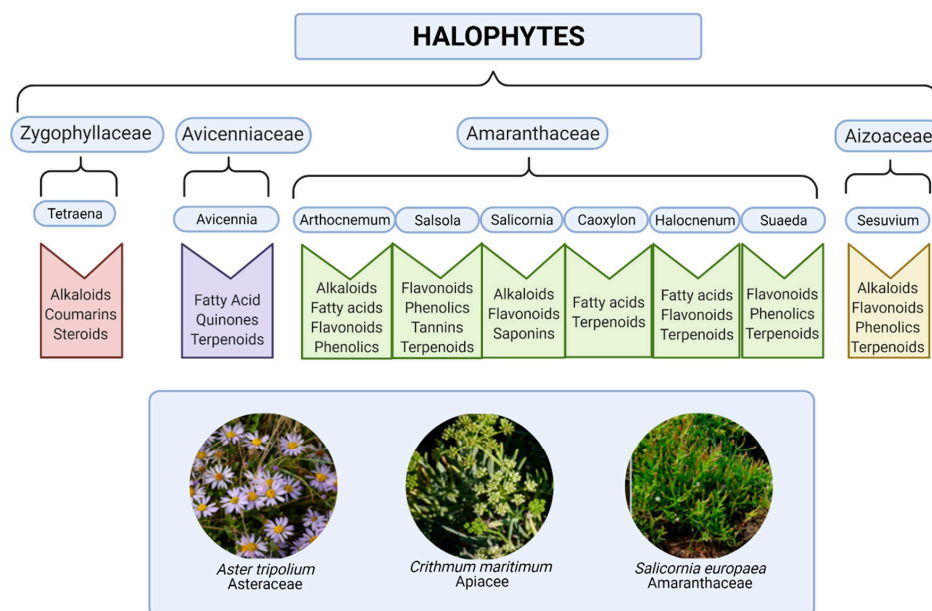 HALOPHYTES
Zygophyllaceae
Avicenniaceae
Amaranthaceae
Aizoaceae
Tetraena
Avicennia
Arthocnemum
Salsola
Salicornia
Caoxylon
Halocnenum
Suaeda
Sesuvium
Alkaloids
Coumarins
Steroids
Fatty Acid
Quinones
Terpenoids
Alkaloids
Fatty acids
Flavonoids
Phenolics
Flavonoids
Phenolics
Tannins
Terpenoids
Alkaloids
Flavonoids
Saponins
Fatty acids
Terpenoids
Fatty acids
Flavonoids
Terpenoids
Flavonoids
Phenolics
Terpenoids
Alkaloids
Flavonoids
Phenolics
Terpenoids
Aster tripolium
Asteraceae
Crithmum maritimum
Apiacee
Salicornia europaea
Amaranthaceae